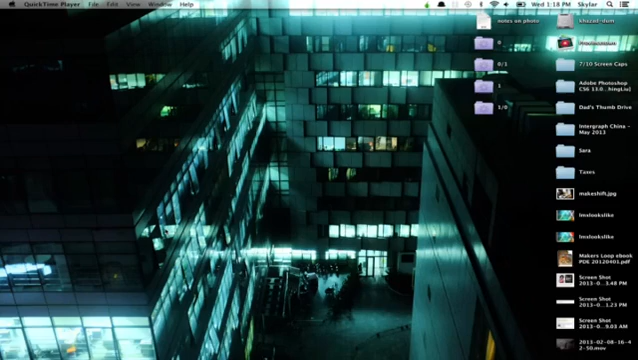 QuickTime Player File Edit View Window Help
Wed 1:18 PM Skylar
notes on photo
0
0/1
1
1/0
khazad-dum
7/10 Screen Caps
Adobe Photoshop
CS6 13.0...hingLiu]
Dad's Thumb Drive
Intergraph China -
May 2013
Sara
Taxes
makeshift.jpg
Imslookslike
Imslookslike
Makers Loop ebook
PDE 20120401.pdf
Screen Shot
2013-0...3.48 PM
Screen Shot
2013-0...1.23 PM
Screen Shot
2013-0...9.03 AM
2013-02-08-16-4
2-50.mov